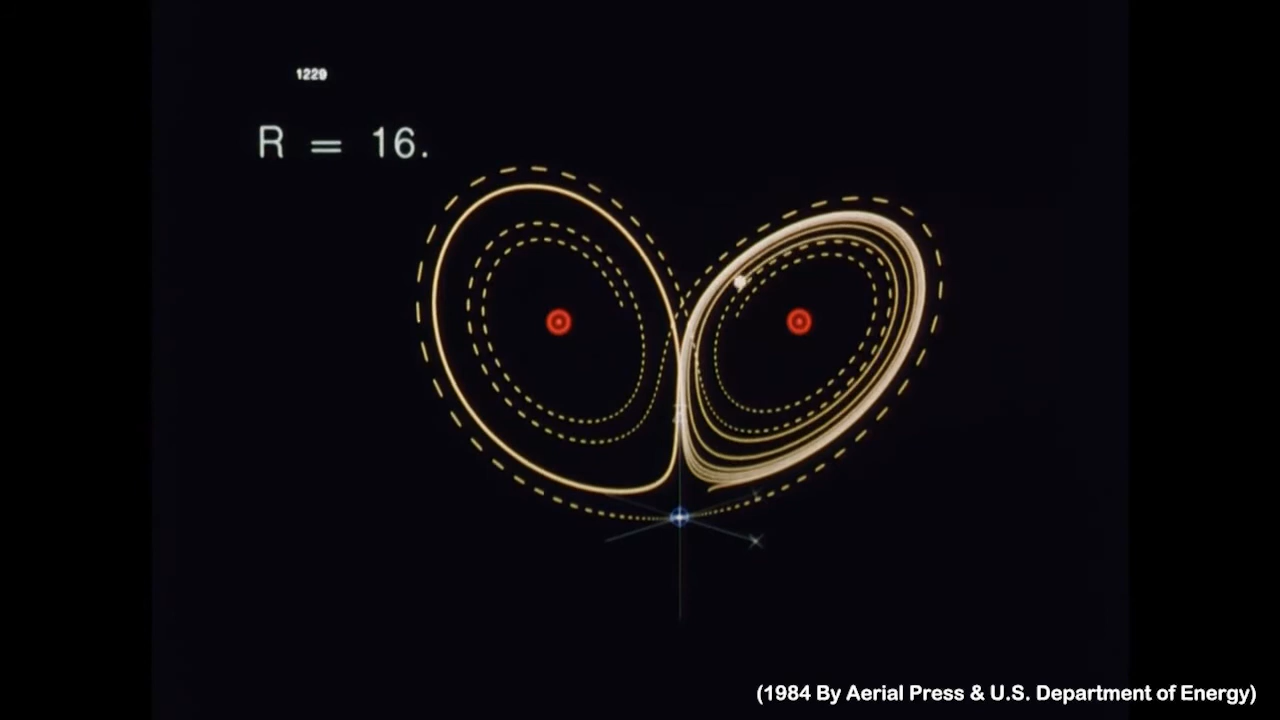 1229
R = 16.
Z
Y
X
(1984 By Aerial Press & U.S. Department of Energy)